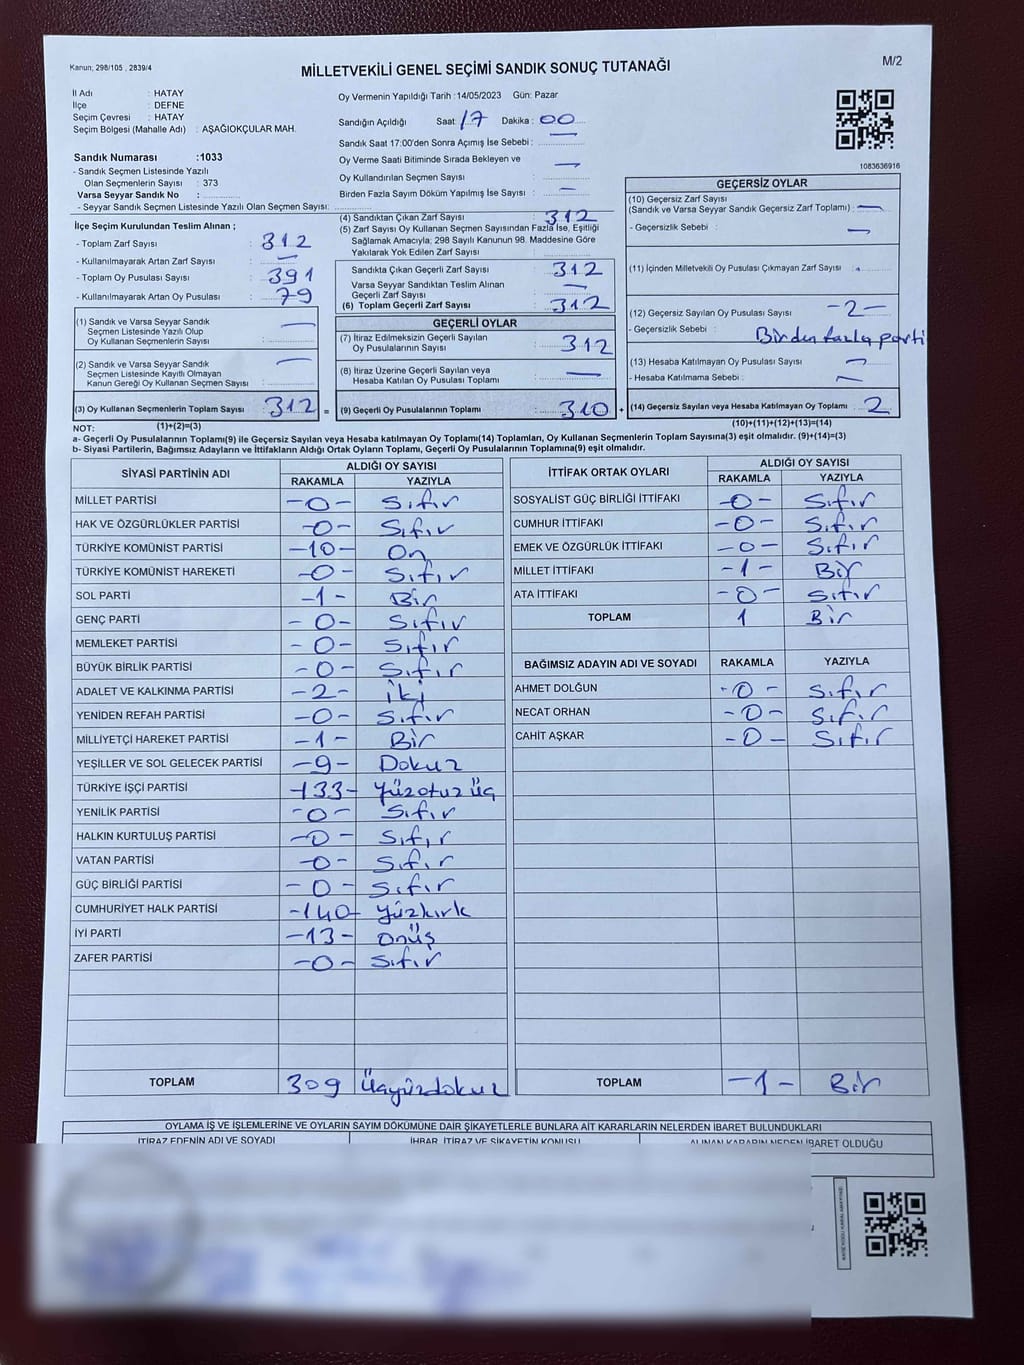 Kanun; 298/105 , 2839/4
MİLLETVEKİLİ GENEL SEÇİMİ SANDIK SONUÇ TUTANAĞI
M/2
İl Adı : HATAY
İlçe : DEFNE
Seçim Çevresi : HATAY
Seçim Bölgesi (Mahalle Adı) : AŞAĞIOKÇULAR MAH.
Sandık Numarası :1033
- Sandık Seçmen Listesinde Yazılı
Olan Seçmenlerin Sayısı : 373
Varsa Seyyar Sandık No :
- Seyyar Sandık Seçmen Listesinde Yazılı Olan Seçmen Sayısı:
Oy Vermenin Yapıldığı Tarih :14/05/2023 Gün: Pazar
Sandığın Açıldığı Saat: 17 Dakika : 00
Sandık Saat 17:00'den Sonra Açımış İse Sebebi : —
Oy Verme Saati Bitiminde Sırada Bekleyen ve
Oy Kullandırılan Seçmen Sayısı : —
Birden Fazla Sayım Döküm Yapılmış İse Sayısı : —
1083636916
İlçe Seçim Kurulundan Teslim Alınan ;
- Toplam Zarf Sayısı : 312
- Kullanılmayarak Artan Zarf Sayısı : —
- Toplam Oy Pusulası Sayısı : 391
- Kullanılmayarak Artan Oy Pusulası : 79
(1) Sandık ve Varsa Seyyar Sandık
Seçmen Listesinde Yazılı Olup
Oy Kullanan Seçmenlerin Sayısı : —
(2) Sandık ve Varsa Seyyar Sandık
Seçmen Listesinde Kayıtlı Olmayan
Kanun Gereği Oy Kullanan Seçmen Sayısı : —
(3) Oy Kullanan Seçmenlerin Toplam Sayısı : 312
(1)+(2)=(3)
(4) Sandıktan Çıkan Zarf Sayısı : 312
(5) Zarf Sayısı Oy Kullanan Seçmen Sayısından Fazla İse, Eşitliği
Sağlamak Amacıyla; 298 Sayılı Kanunun 98. Maddesine Göre
Yakılarak Yok Edilen Zarf Sayısı :
Sandıkta Çıkan Geçerli Zarf Sayısı : 312
Varsa Seyyar Sandıktan Teslim Alınan
Geçerli Zarf Sayısı : —
(6) Toplam Geçerli Zarf Sayısı : 312
GEÇERLİ OYLAR
(7) İtiraz Edilmeksizin Geçerli Sayılan
Oy Pusulalarının Sayısı : 312
(8) İtiraz Üzerine Geçerli Sayılan veya
Hesaba Katılan Oy Pusulası Toplamı : —
= (9) Geçerli Oy Pusulalarının Toplamı : 310 +
GEÇERSİZ OYLAR
(10) Geçersiz Zarf Sayısı
(Sandık ve Varsa Seyyar Sandık Geçersiz Zarf Toplamı) : —
- Geçersizlik Sebebi : —
(11) İçinden Milletvekili Oy Pusulası Çıkmayan Zarf Sayısı :
(12) Geçersiz Sayılan Oy Pusulası Sayısı : -2-
- Geçersizlik Sebebi : Birden fazla parti
(13) Hesaba Katılmayan Oy Pusulası Sayısı : —
- Hesaba Katılmama Sebebi : —
(14) Geçersiz Sayılan veya Hesaba Katılmayan Oy Toplamı : 2
(10)+(11)+(12)+(13)=(14)
NOT:
a- Geçerli Oy Pusulalarının Toplamı(9) ile Geçersiz Sayılan veya Hesaba katılmayan Oy Toplamı(14) Toplamları, Oy Kullanan Seçmenlerin Toplam Sayısına(3) eşit olmalıdır. (9)+(14)=(3)
b- Siyasi Partilerin, Bağımsız Adayların ve İttifakların Aldığı Ortak Oyların Toplamı, Geçerli Oy Pusulalarının Toplamına(9) eşit olmalıdır.
SİYASİ PARTİNİN ADI ALDIĞI OY SAYISI
RAKAMLA YAZIYLA
MİLLET PARTİSİ -0- Sıfır
HAK VE ÖZGÜRLÜKLER PARTİSİ -0- Sıfır
TÜRKİYE KOMÜNİST PARTİSİ -10- On
TÜRKİYE KOMÜNİST HAREKETİ -0- Sıfır
SOL PARTİ -1- Bir
GENÇ PARTİ -0- Sıfır
MEMLEKET PARTİSİ -0- Sıfır
BÜYÜK BİRLİK PARTİSİ -0- Sıfır
ADALET VE KALKINMA PARTİSİ -2- iki
YENİDEN REFAH PARTİSİ -0- Sıfır
MİLLİYETÇİ HAREKET PARTİSİ -1- Bir
YEŞİLLER VE SOL GELECEK PARTİSİ -9- Dokuz
TÜRKİYE İŞÇİ PARTİSİ -133- Yüzotuzüç
YENİLİK PARTİSİ -0- Sıfır
HALKIN KURTULUŞ PARTİSİ -0- Sıfır
VATAN PARTİSİ -0- Sıfır
GÜÇ BİRLİĞİ PARTİSİ -0- Sıfır
CUMHURİYET HALK PARTİSİ -140- Yüzkırk
İYİ PARTİ -13- Onüş
ZAFER PARTİSİ -0- Sıfır
TOPLAM 309 Üçyüzdokuz
İTTİFAK ORTAK OYLARI ALDIĞI OY SAYISI
RAKAMLA YAZIYLA
SOSYALİST GÜÇ BİRLİĞİ İTTİFAKI -0- Sıfır
CUMHUR İTTİFAKI -0- Sıfır
EMEK VE ÖZGÜRLÜK İTTİFAKI -0- Sıfır
MİLLET İTTİFAKI -1- Bir
ATA İTTİFAKI -0- Sıfır
TOPLAM 1 Bir
BAĞIMSIZ ADAYIN ADI VE SOYADI RAKAMLA YAZIYLA
AHMET DOLĞUN -0- Sıfır
NECAT ORHAN -0- Sıfır
CAHİT AŞKAR -0- Sıfır
TOPLAM -1- Bir
OYLAMA İŞ VE İŞLEMLERİNE VE OYLARIN SAYIM DÖKÜMÜNE DAİR ŞİKAYETLERLE BUNLARA AİT KARARLARIN NELERDEN İBARET BULUNDUKLARI
İTİRAZ EDENİN ADI VE SOYADI İHBAR, İTİRAZ VE ŞİKAYETİN KONUSU ALINAN KARARIN NEDEN İBARET OLDUĞU